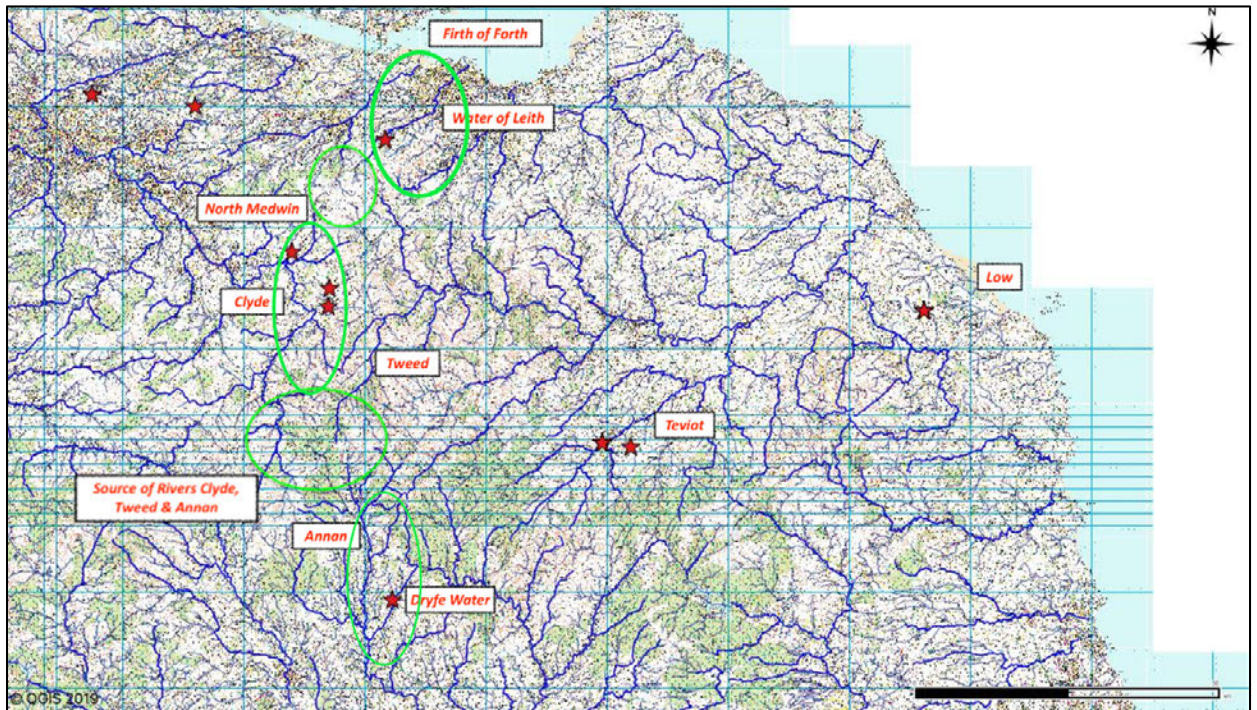 N
Firth of Forth
Water of Leith
North Medwin
Low
Clyde
Tweed
Teviot
Source of Rivers Clyde,
Tweed & Annan
Annan
Dryfe Water
© QGIS 2019